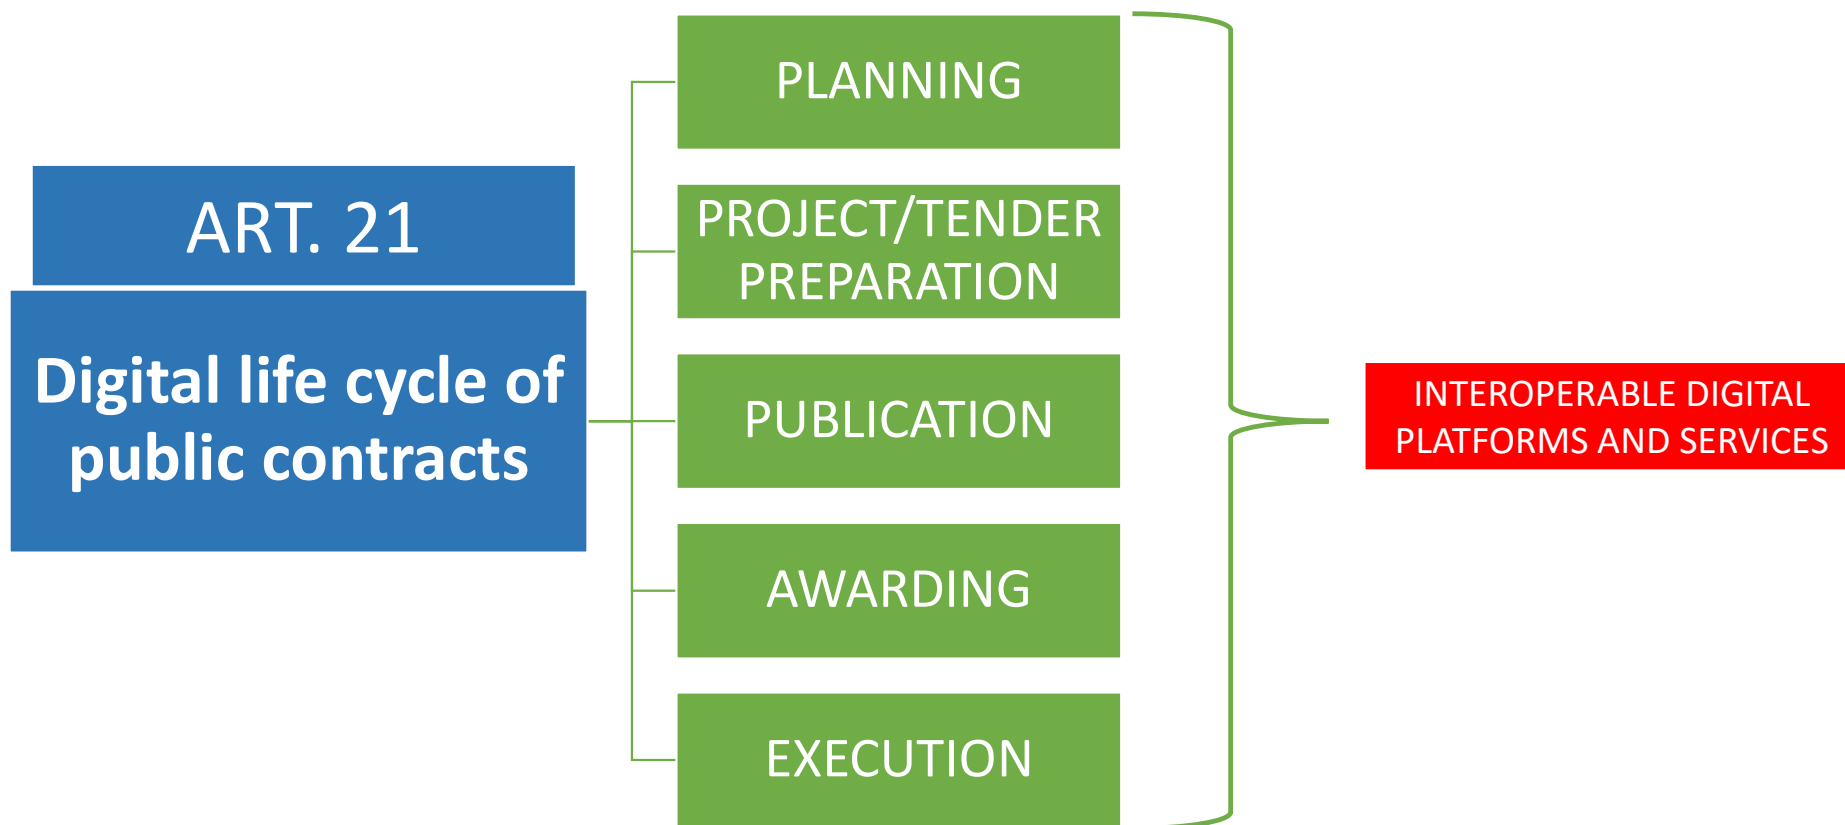 ART. 21
Digital life cycle of
public contracts
PLANNING
PROJECT/TENDER
PREPARATION
PUBLICATION
AWARDING
EXECUTION
INTEROPERABLE DIGITAL
PLATFORMS AND SERVICES